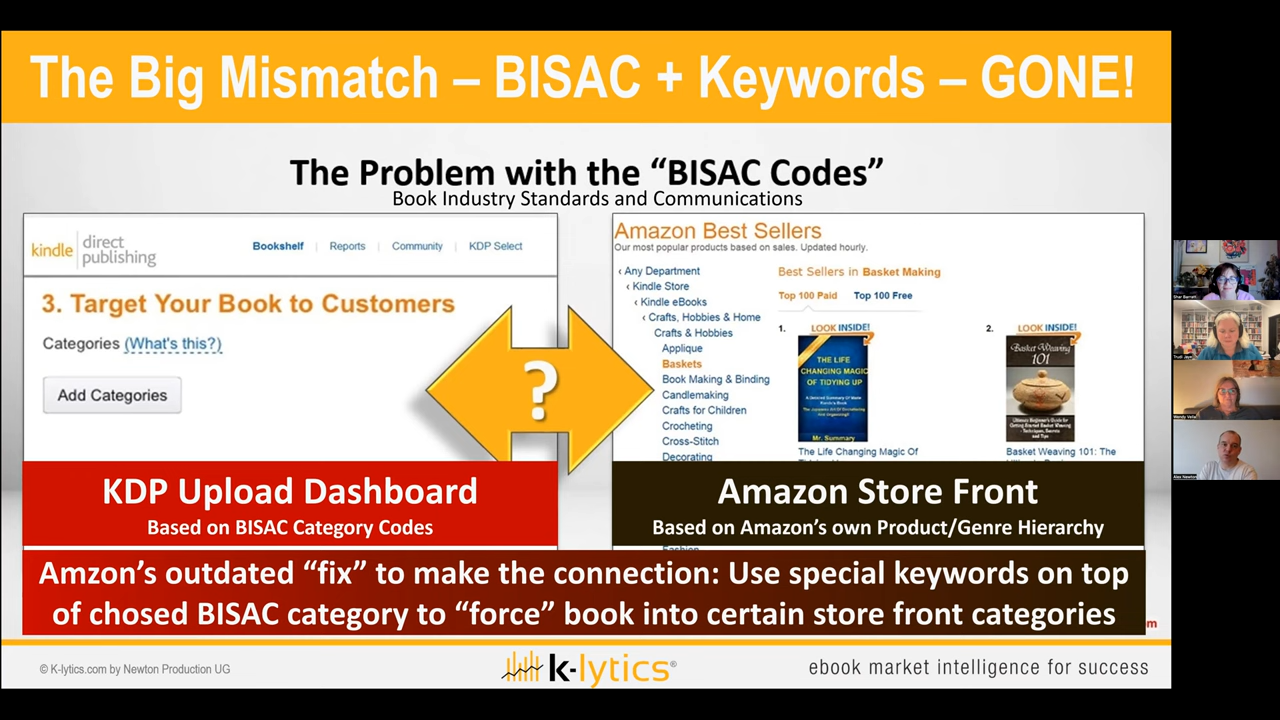 The Big Mismatch – BISAC + Keywords – GONE!
The Problem with the “BISAC Codes”
Book Industry Standards and Communications
kindle direct publishing
Bookshelf | Reports | Community | KDP Select
3. Target Your Book to Customers
Categories (What's this?)
Add Categories
?
KDP Upload Dashboard
Based on BISAC Category Codes
Amazon Best Sellers
Our most popular products based on sales. Updated hourly.
‹ Any Department
‹ Kindle Store
‹ Kindle eBooks
‹ Crafts, Hobbies & Home
Crafts & Hobbies
Applique
Baskets
Book Making & Binding
Candlemaking
Crafts for Children
Crocheting
Cross-Stitch
Decorating
Fashion
Best Sellers in Basket Making
Top 100 Paid Top 100 Free
1. LOOK INSIDE!
THE LIFE
CHANGING MAGIC
OF TIDYING UP
Mr. Summary
The Life Changing Magic Of
2. LOOK INSIDE!
Basket Weaving
101
Basket Weaving 101: The
Amazon Store Front
Based on Amazon’s own Product/Genre Hierarchy
Amzon’s outdated “fix” to make the connection: Use special keywords on top
of chosed BISAC category to “force” book into certain store front categories
© K-lytics.com by Newton Production UG
k-lytics®
ebook market intelligence for success
Shar Barrett
Wendy Vella
Alex Newton